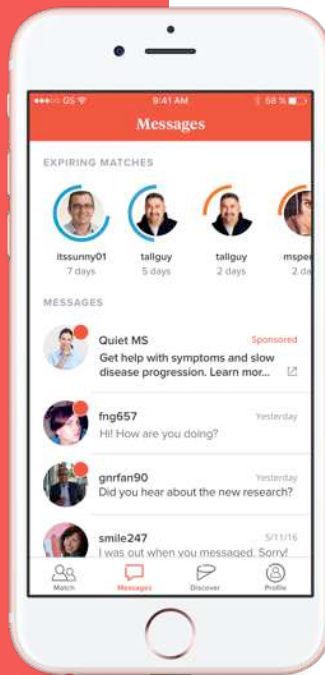 GS 9:41 AM 58 %
Messages
EXPIRING MATCHES
itssunny01 tallguy tallguy
7 days 5 days 2 days 2 da
MESSAGES
Quiet MS Sponsored
Get help with symptoms and slow
disease progression. Learn mor...
fng657 Yesterday
Hi! How are you doing?
gnrfan90 Yesterday
Did you hear about the new research?
smile247 5/11/16
I was out when you messaged. Sorry!
Match Messages Discover Profile